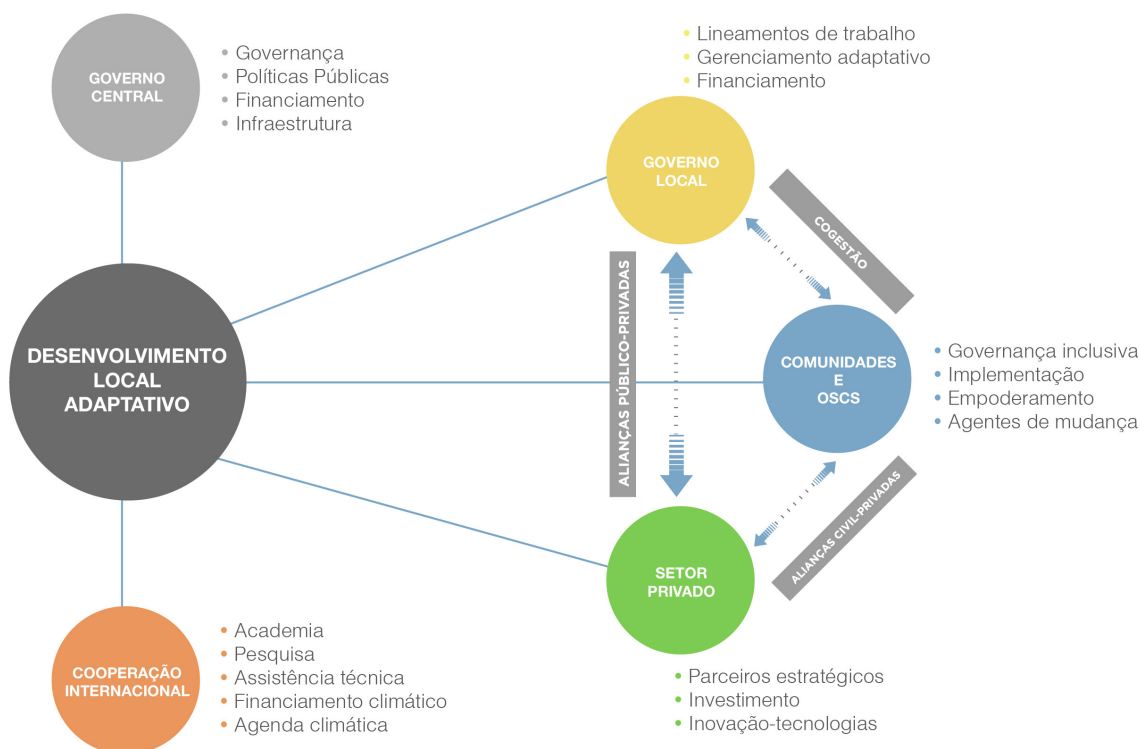 GOVERNO
CENTRAL
• Governança
• Políticas Públicas
• Financiamento
• Infraestrutura
• Lineamentos de trabalho
• Gerenciamento adaptativo
• Financiamento
GOVERNO
LOCAL
COGESTÃO
ALIANÇAS PÚBLICO-PRIVADAS
DESENVOLVIMENTO
LOCAL
ADAPTATIVO
COMUNIDADES
E
OSCS
• Governança inclusiva
• Implementação
• Empoderamento
• Agentes de mudança
ALIANÇAS CIVIL-PRIVADAS
SETOR
PRIVADO
• Parceiros estratégicos
• Investimento
• Inovação-tecnologias
COOPERAÇÃO
INTERNACIONAL
• Academia
• Pesquisa
• Assistência técnica
• Financiamento climático
• Agenda climática